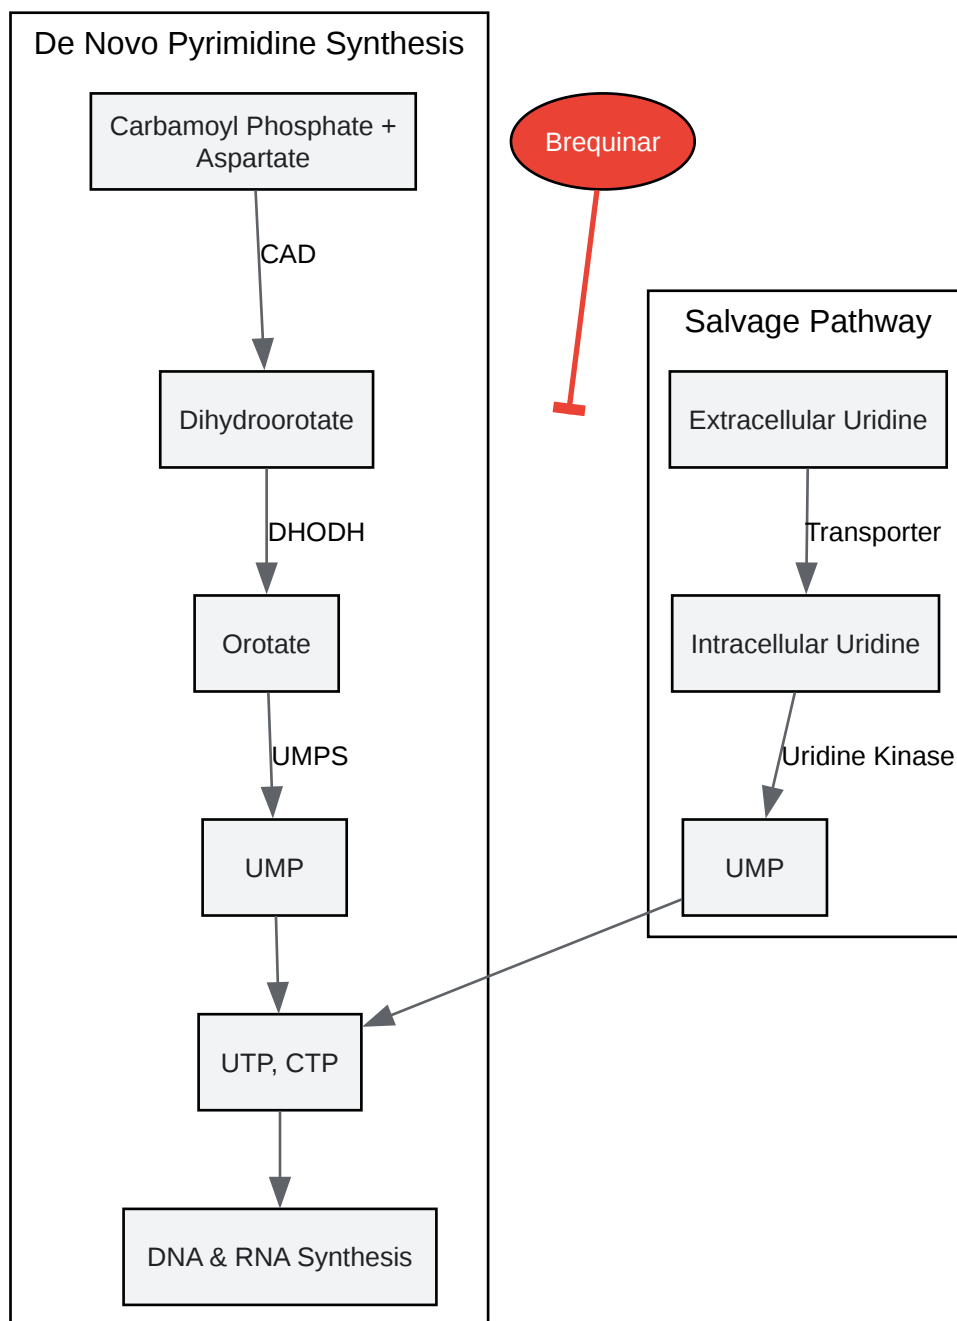 De Novo Pyrimidine Synthesis
Carbamoyl Phosphate +
Aspartate
CAD
Dihydroorotate
DHODH
Orotate
UMPS
UMP
UTP, CTP
DNA & RNA Synthesis
Brequinar
Salvage Pathway
Extracellular Uridine
Transporter
Intracellular Uridine
Uridine Kinase
UMP